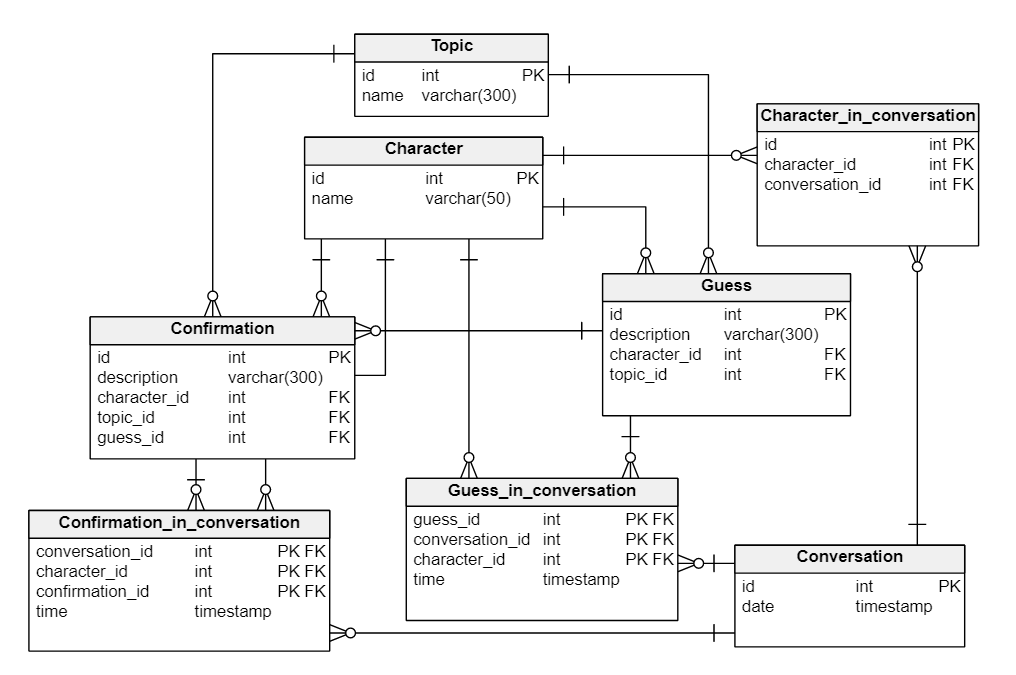 Topic
id int PK
name varchar(300)
Character_in_conversation
id int PK
character_id int FK
conversation_id int FK
Character
id int PK
name varchar(50)
Guess
id int PK
description varchar(300)
character_id int FK
topic_id int FK
Confirmation
id int PK
description varchar(300)
character_id int FK
topic_id int FK
guess_id int FK
Guess_in_conversation
guess_id int PK FK
conversation_id int PK FK
character_id int PK FK
time timestamp
Confirmation_in_conversation
conversation_id int PK FK
character_id int PK FK
confirmation_id int PK FK
time timestamp
Conversation
id int PK
date timestamp